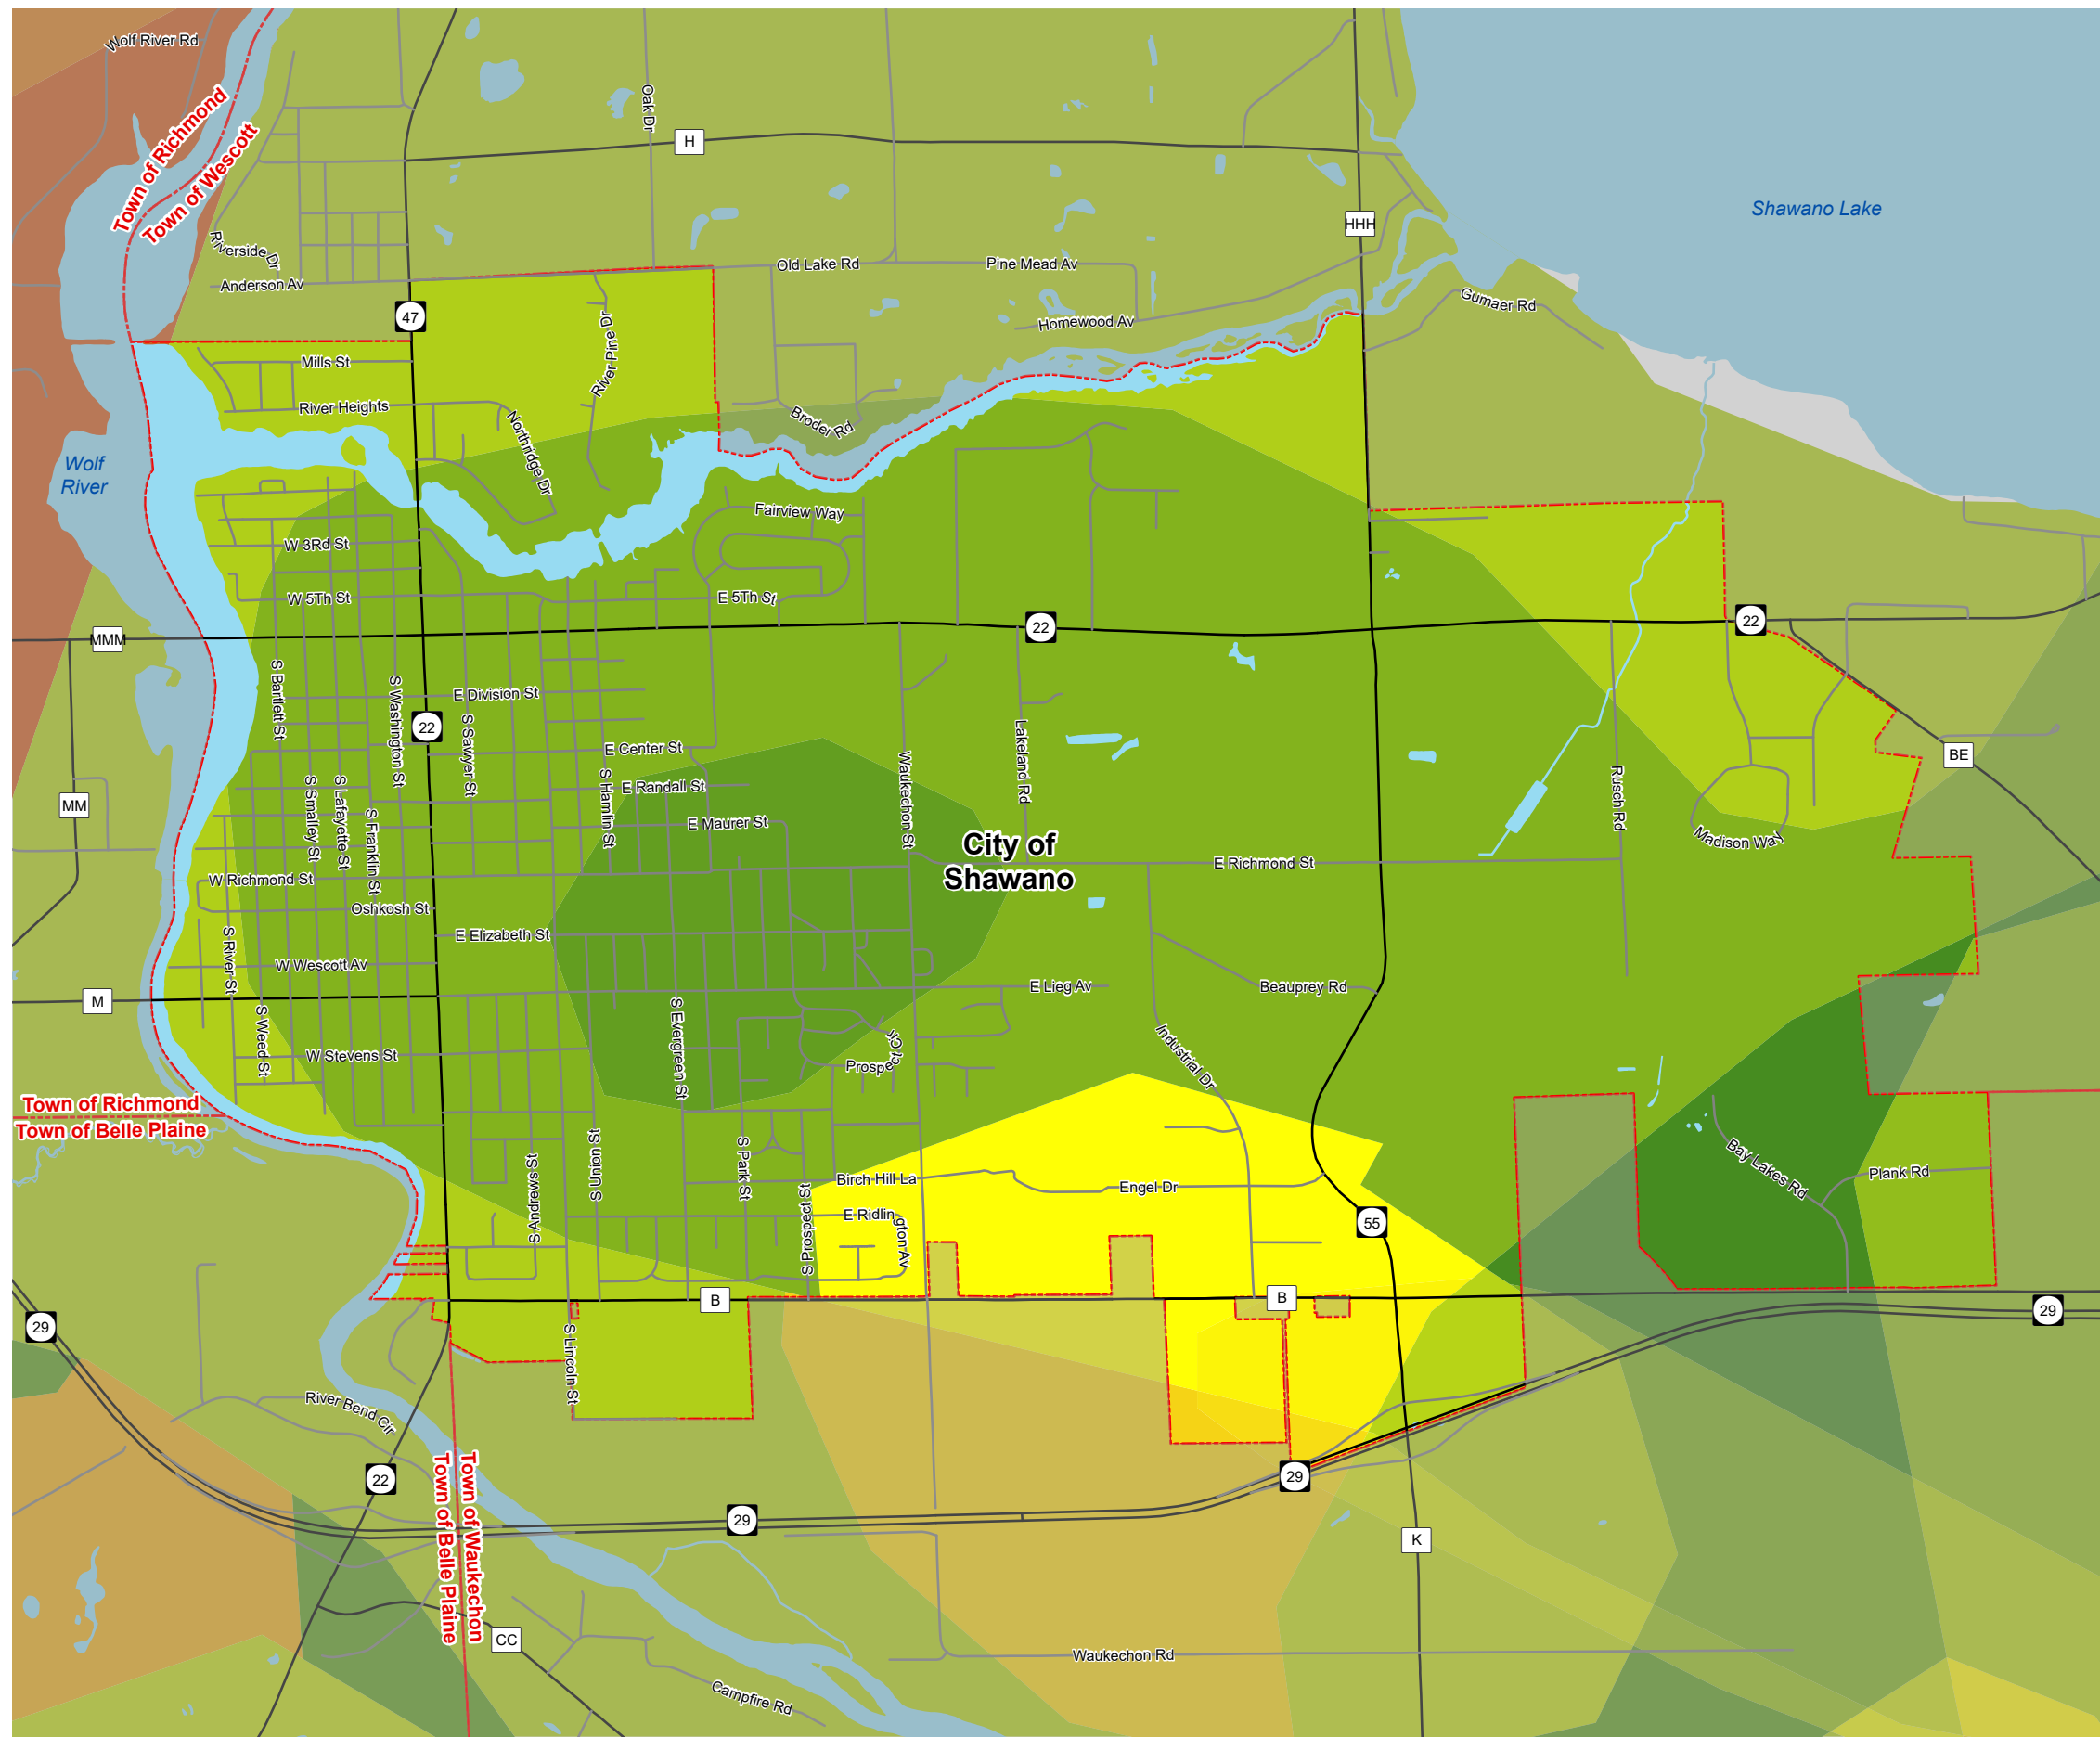 Wolf River Rd
Town of Richmond
Town of Wescott
Oak Dr
H
HHH
Shawano Lake
Riverside Dr
Anderson Av
Old Lake Rd
Pine Mead Av
47
Homewood Av
Gumaer Rd
Mills St
River Pine Dr
River Heights
Northridge Dr
Broder Rd
Wolf
River
Fairview Way
W 3Rd St
W 5Th St
E 5Th St
22
22
MMM
S Bartlett St
S Washington St
E Division St
22
S Sawyer St
E Center St
Lakeland Rd
Waukechon St
BE
MM
S Smalley St
S Lafayette St
S Franklin St
S Hamlin St
E Randall St
E Maurer St
Rusch Rd
Madison Way
City of
Shawano
E Richmond St
W Richmond St
Oshkosh St
E Elizabeth St
S River St
W Wescott Av
M
E Lieg Av
Beauprey Rd
S Weed St
S Evergreen St
W Stevens St
Prospect Cir
Industrial Dr
Town of Richmond
Town of Belle Plaine
S Andrews St
S Union St
S Park St
S Prospect St
Birch Hill La
Engel Dr
Bay Lakes Rd
Plank Rd
E Ridlington Av
55
B
B
29
29
S Lincoln St
River Bend Cir
22
Town of Belle Plaine
Town of Waukechon
29
29
K
CC
Waukechon Rd
Campfire Rd